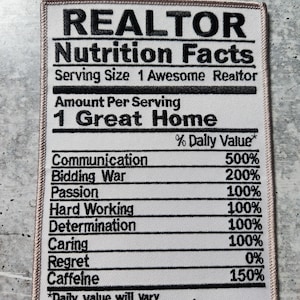 REALTOR
Nutrition Facts
Serving Size 1 Awesome Realtor
Amount Per Serving
1 Great Home
% Daily Value*
Communication 500%
Bidding War 200%
Passion 100%
Hard Working 100%
Determination 100%
Caring 100%
Regret 0%
Caffeine 150%
*Daily value will vary